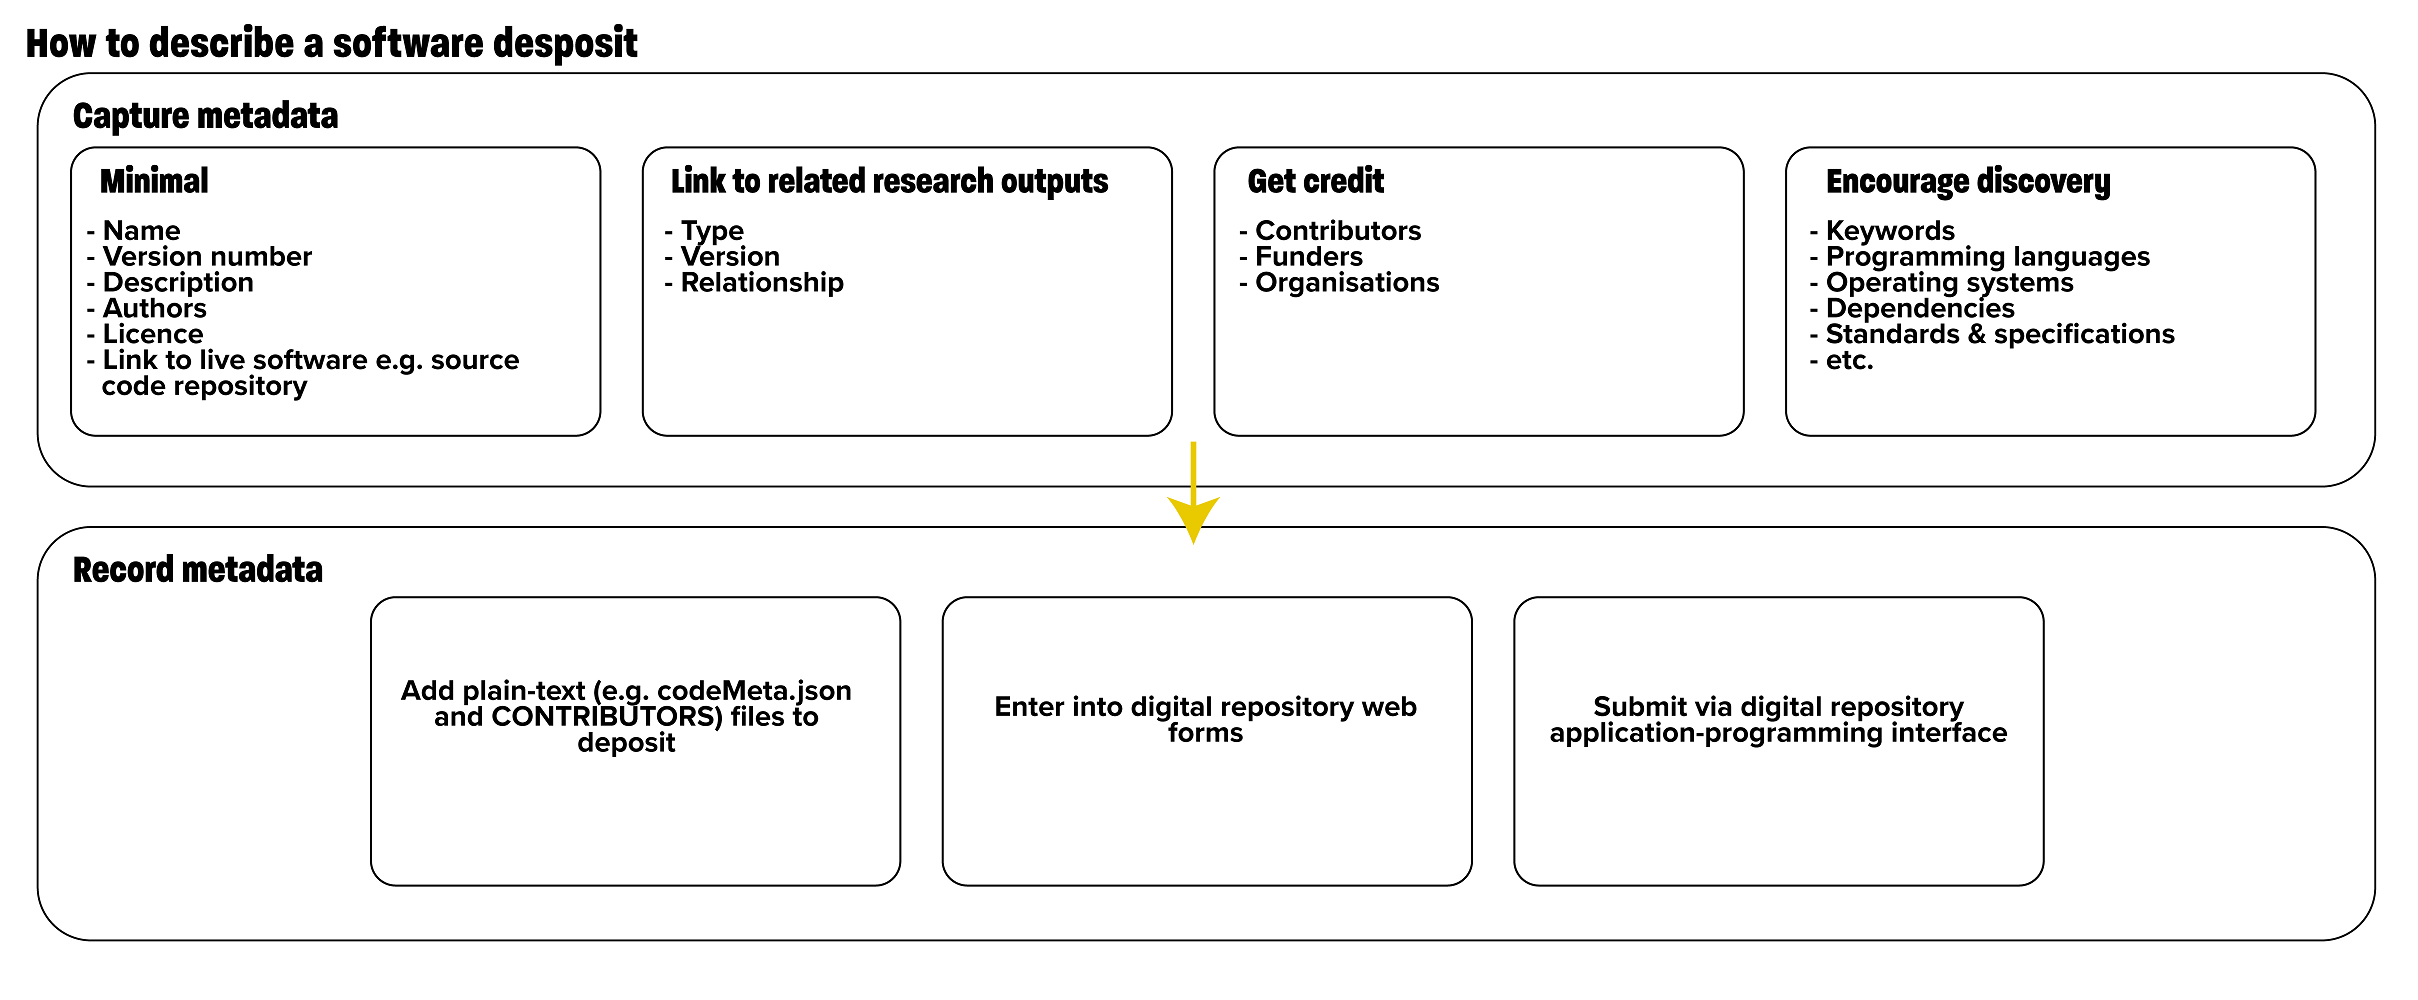 How to describe a software desposit
Capture metadata
Minimal
- Name
- Version number
- Description
- Authors
- Licence
- Link to live software e.g. source
code repository
Link to related research outputs
- Type
- Version
- Relationship
Get credit
- Contributors
- Funders
- Organisations
Encourage discovery
- Keywords
- Programming languages
- Operating systems
- Dependencies
- Standards & specifications
- etc.
Record metadata
Add plain-text (e.g. codeMeta.json
and CONTRIBUTORS) files to
deposit
Enter into digital repository web
forms
Submit via digital repository
application-programming interface